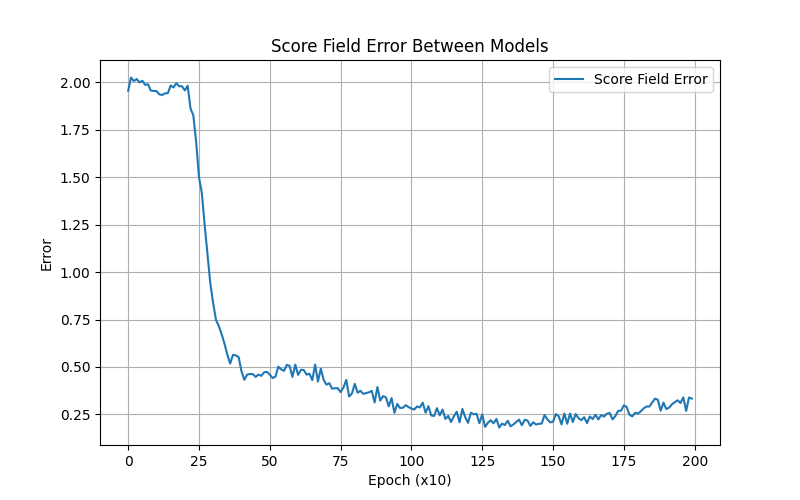 Score Field Error Between Models
Score Field Error
2.00
1.75
1.50
1.25
1.00
0.75
0.50
0.25
Error
0 25 50 75 100 125 150 175 200
Epoch (x10)